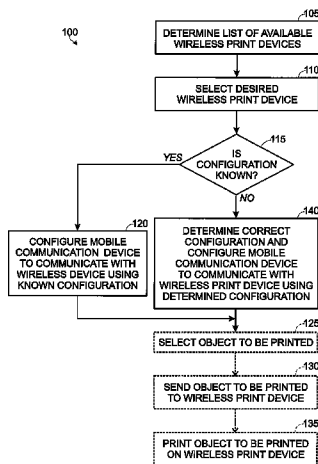 100
105
DETERMINE LIST OF AVAILABLE
WIRELESS PRINT DEVICES
110
SELECT DESIRED
WIRELESS PRINT DEVICE
115
IS
CONFIGURATION
KNOWN?
YES
NO
120
CONFIGURE MOBILE
COMMUNICATION DEVICE
TO COMMUNICATE WITH
WIRELESS DEVICE USING
KNOWN CONFIGURATION
140
DETERMINE CORRECT
CONFIGURATION AND
CONFIGURE MOBILE
COMMUNICATION DEVICE
TO COMMUNICATE WITH
WIRELESS PRINT DEVICE USING
DETERMINED CONFIGURATION
125
SELECT OBJECT TO BE PRINTED
130
SEND OBJECT TO BE PRINTED
TO WIRELESS PRINT DEVICE
135
PRINT OBJECT TO BE PRINTED
ON WIRELESS PRINT DEVICE